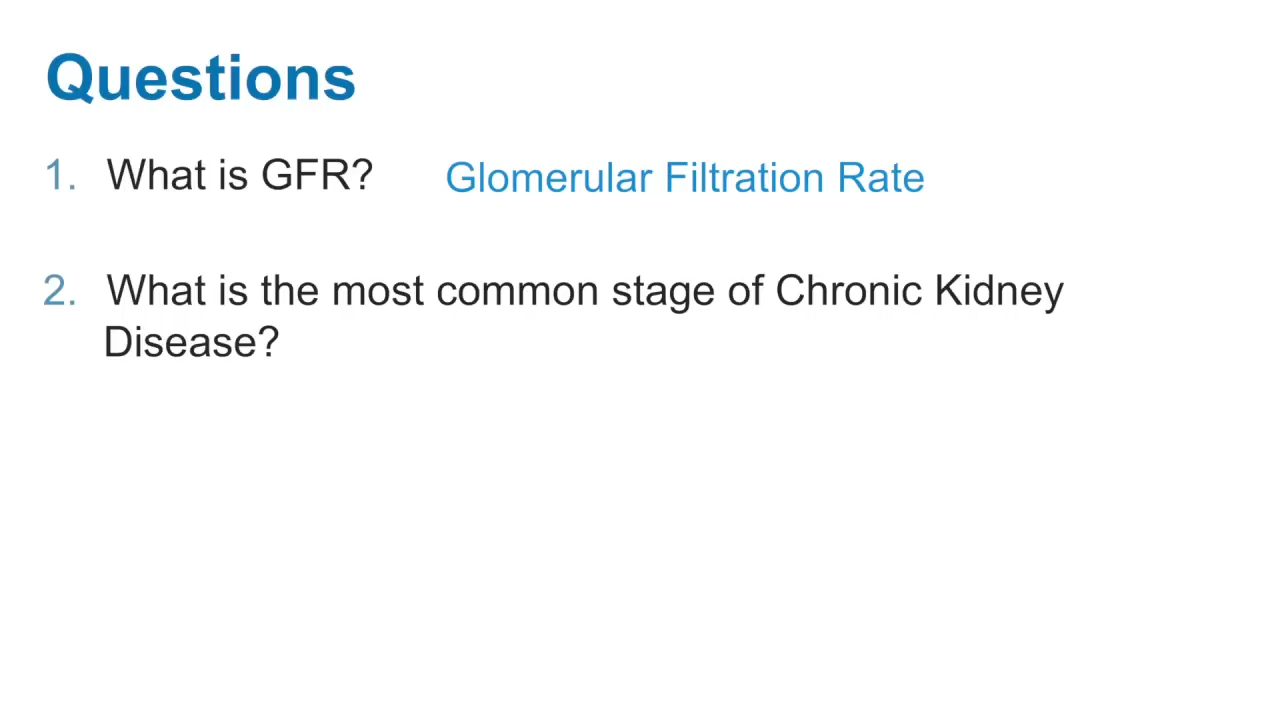 Questions
1. What is GFR? Glomerular Filtration Rate
2. What is the most common stage of Chronic Kidney
Disease?